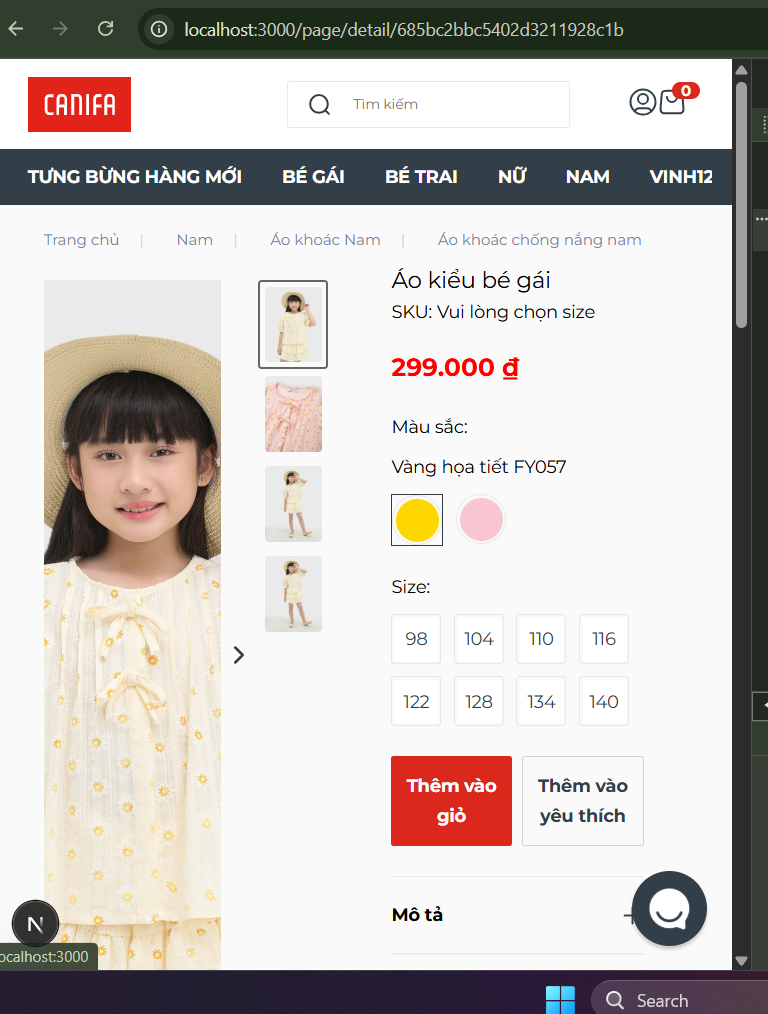 localhost:3000/page/detail/685bc2bbc5402d3211928c1b
CANIFA
Tìm kiếm
0
TƯNG BỪNG HÀNG MỚI BÉ GÁI BÉ TRAI NỮ NAM VINH12
Trang chủ | Nam | Áo khoác Nam | Áo khoác chống nắng nam
Áo kiểu bé gái
SKU: Vui lòng chọn size
299.000 ₫
Màu sắc:
Vàng họa tiết FY057
Size:
98 104 110 116
122 128 134 140
Thêm vào
giỏ
Thêm vào
yêu thích
Mô tả
+
N
ocalhost:3000
Search